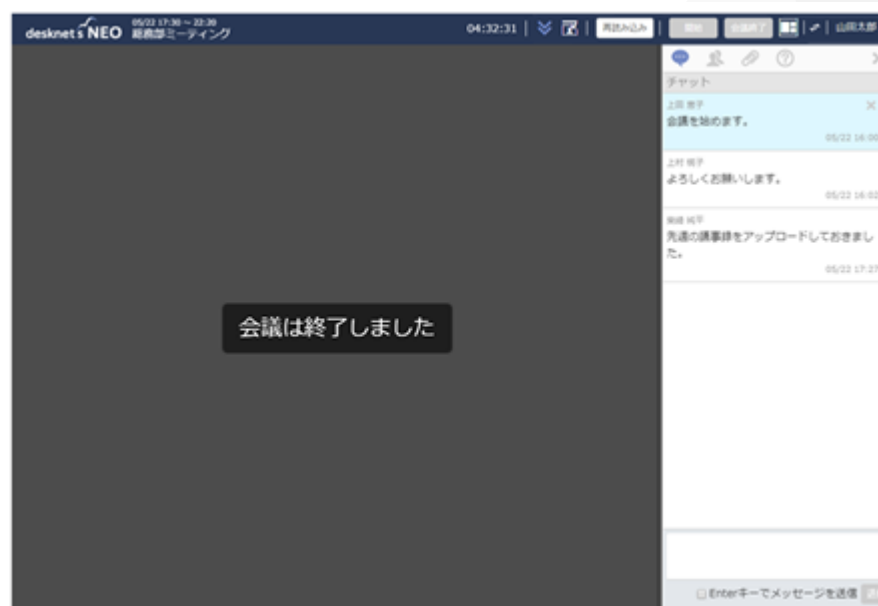 desknet's NEO
05/22 17:30 ~ 22:30
総務部ミーティング
04:32:31
再読み込み
開始
会議終了
山田太郎
チャット
会議を始めます。
05/22 16:00
よろしくお願いします。
05/22 16:02
先週の議事録をアップロードしておきまし
た。
05/22 17:27
会議は終了しました
Enterキーでメッセージを送信